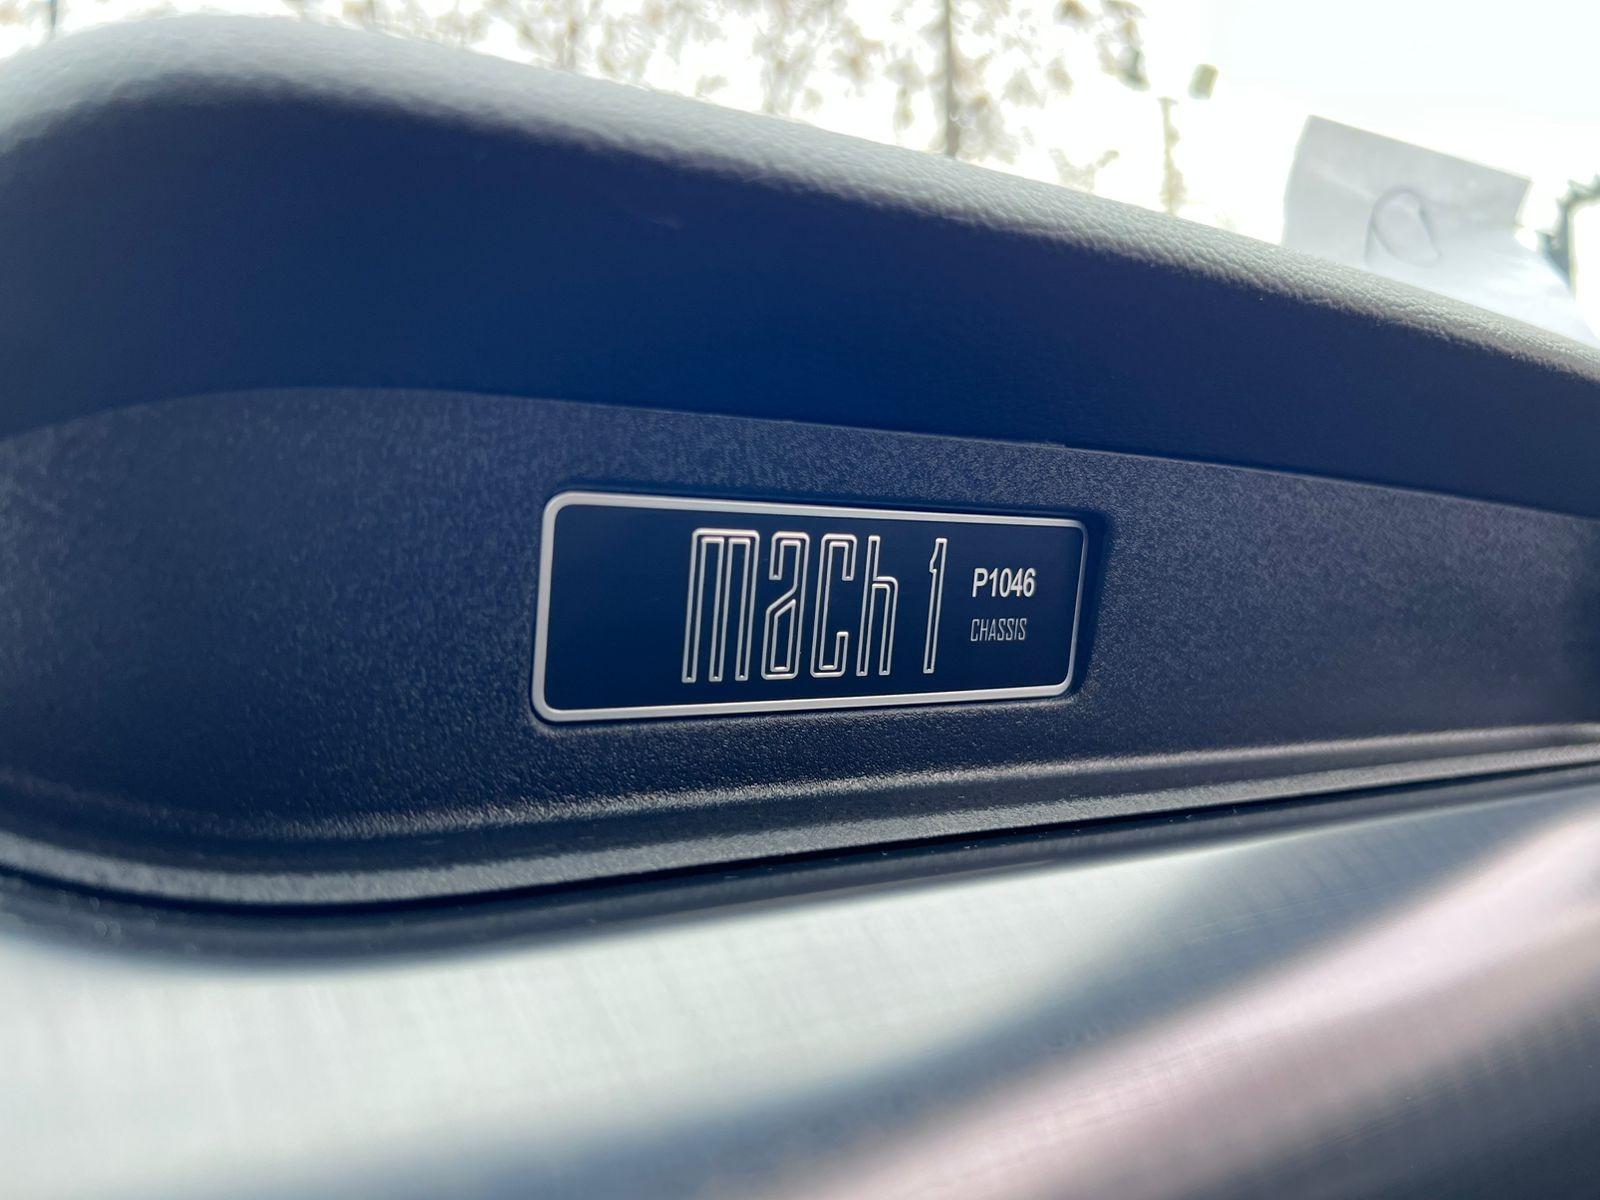 mach 1
P1046
CHASSIS